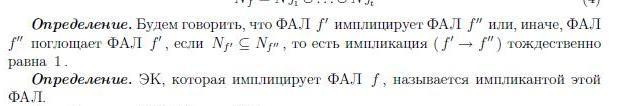 Определение. Будем говорить, что ФАЛ f′ имплицирует ФАЛ f″ или, иначе, ФАЛ
f″ поглощает ФАЛ f′, если N_{f′} ⊆ N_{f″}, то есть импликация (f′ → f″) тождественно
равна 1.
Определение. ЭК, которая имплицирует ФАЛ f, называется импликантой этой
ФАЛ.